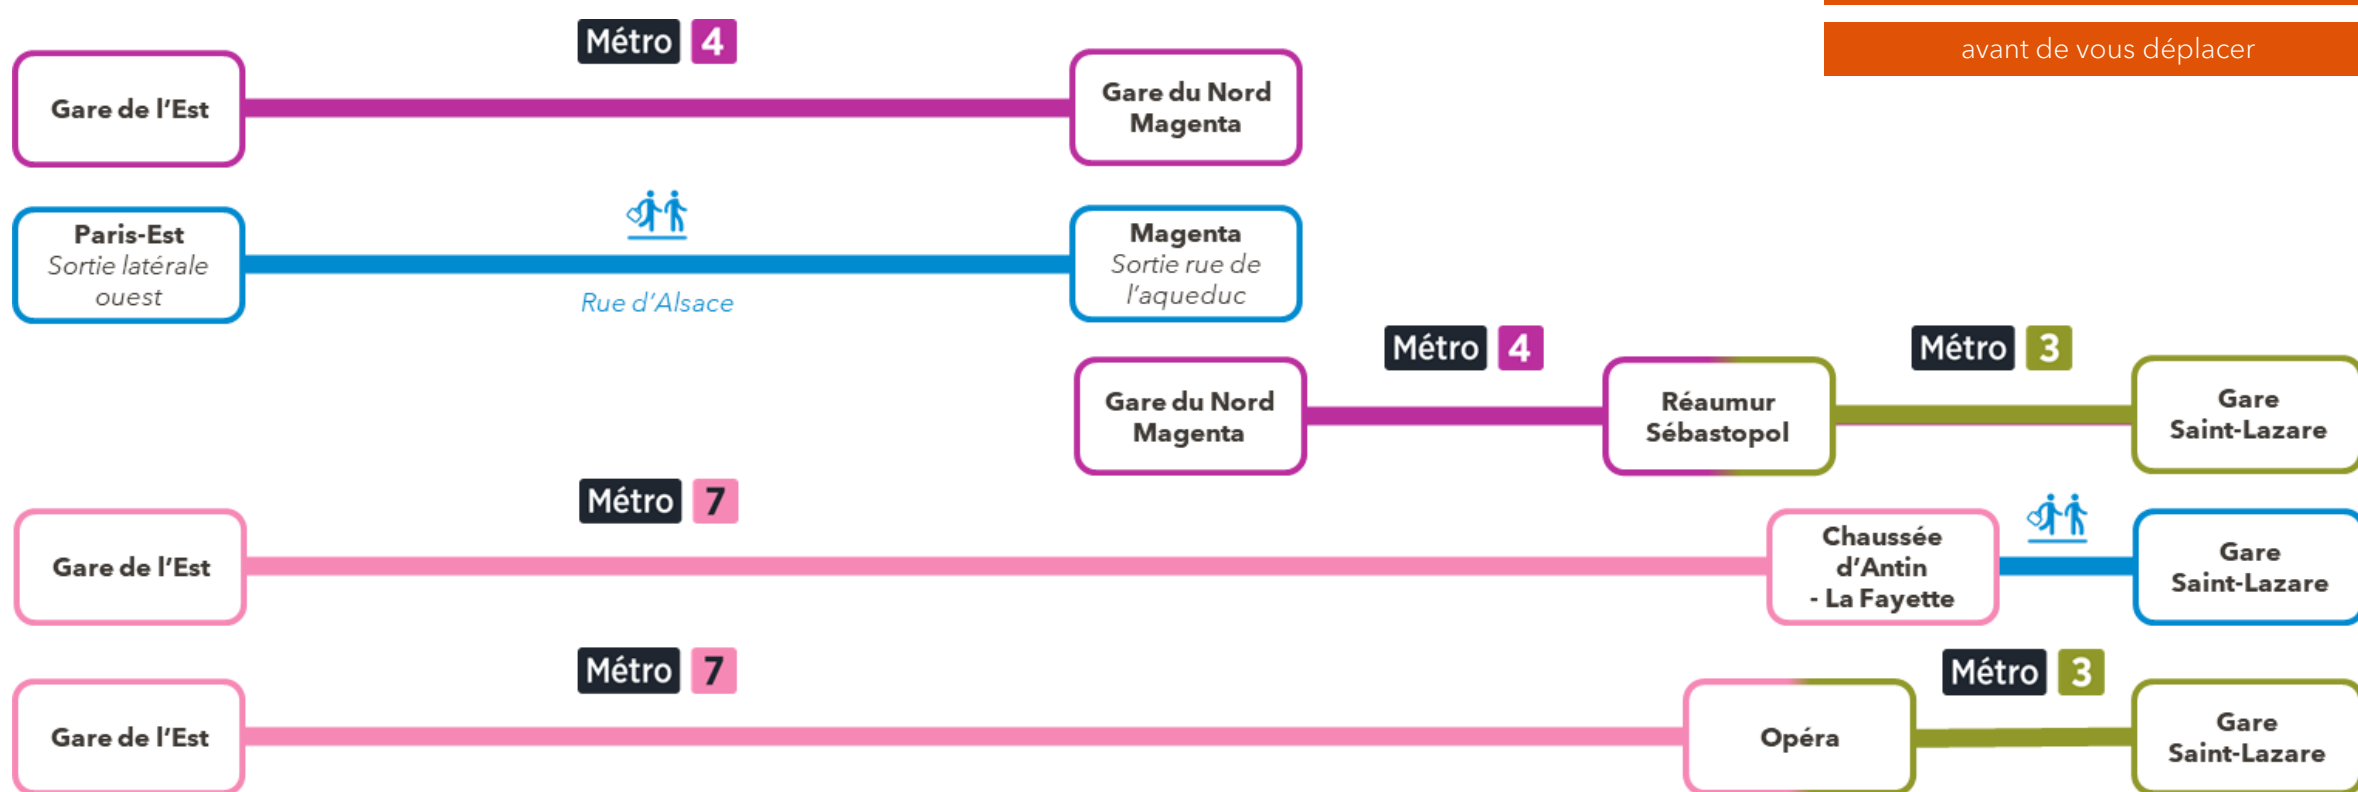 avant de vous déplacer
Métro 4
Gare de l'Est
Gare du Nord
Magenta
Paris-Est
Sortie latérale
ouest
Rue d'Alsace
Magenta
Sortie rue de
l'aqueduc
Gare du Nord
Magenta
Métro 4
Réaumur
Sébastopol
Métro 3
Gare
Saint-Lazare
Gare de l'Est
Métro 7
Chaussée
d'Antin
- La Fayette
Gare
Saint-Lazare
Gare de l'Est
Métro 7
Opéra
Métro 3
Gare
Saint-Lazare